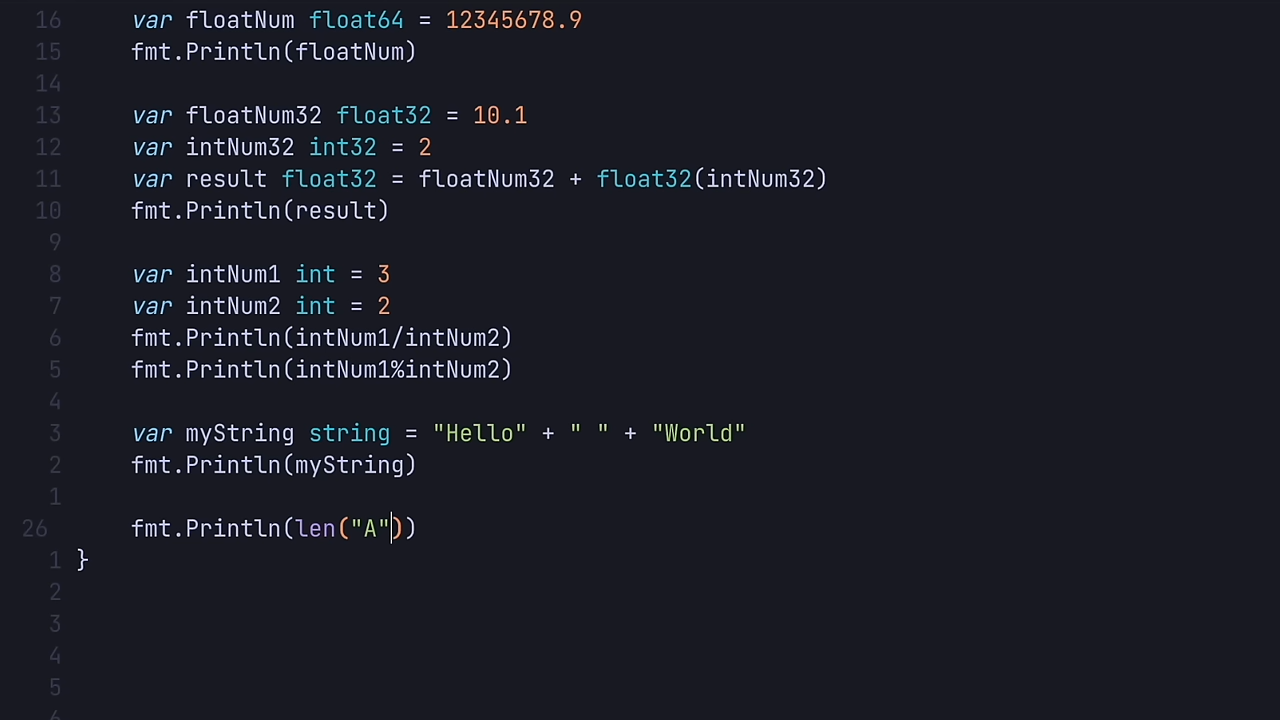 16 var floatNum float64 = 12345678.9
15 fmt.Println(floatNum)
14
13 var floatNum32 float32 = 10.1
12 var intNum32 int32 = 2
11 var result float32 = floatNum32 + float32(intNum32)
10 fmt.Println(result)
9
8 var intNum1 int = 3
7 var intNum2 int = 2
6 fmt.Println(intNum1/intNum2)
5 fmt.Println(intNum1%intNum2)
4
3 var myString string = "Hello" + " " + "World"
2 fmt.Println(myString)
1
26 fmt.Println(len("A"))
1 }
2
3
4
5
6